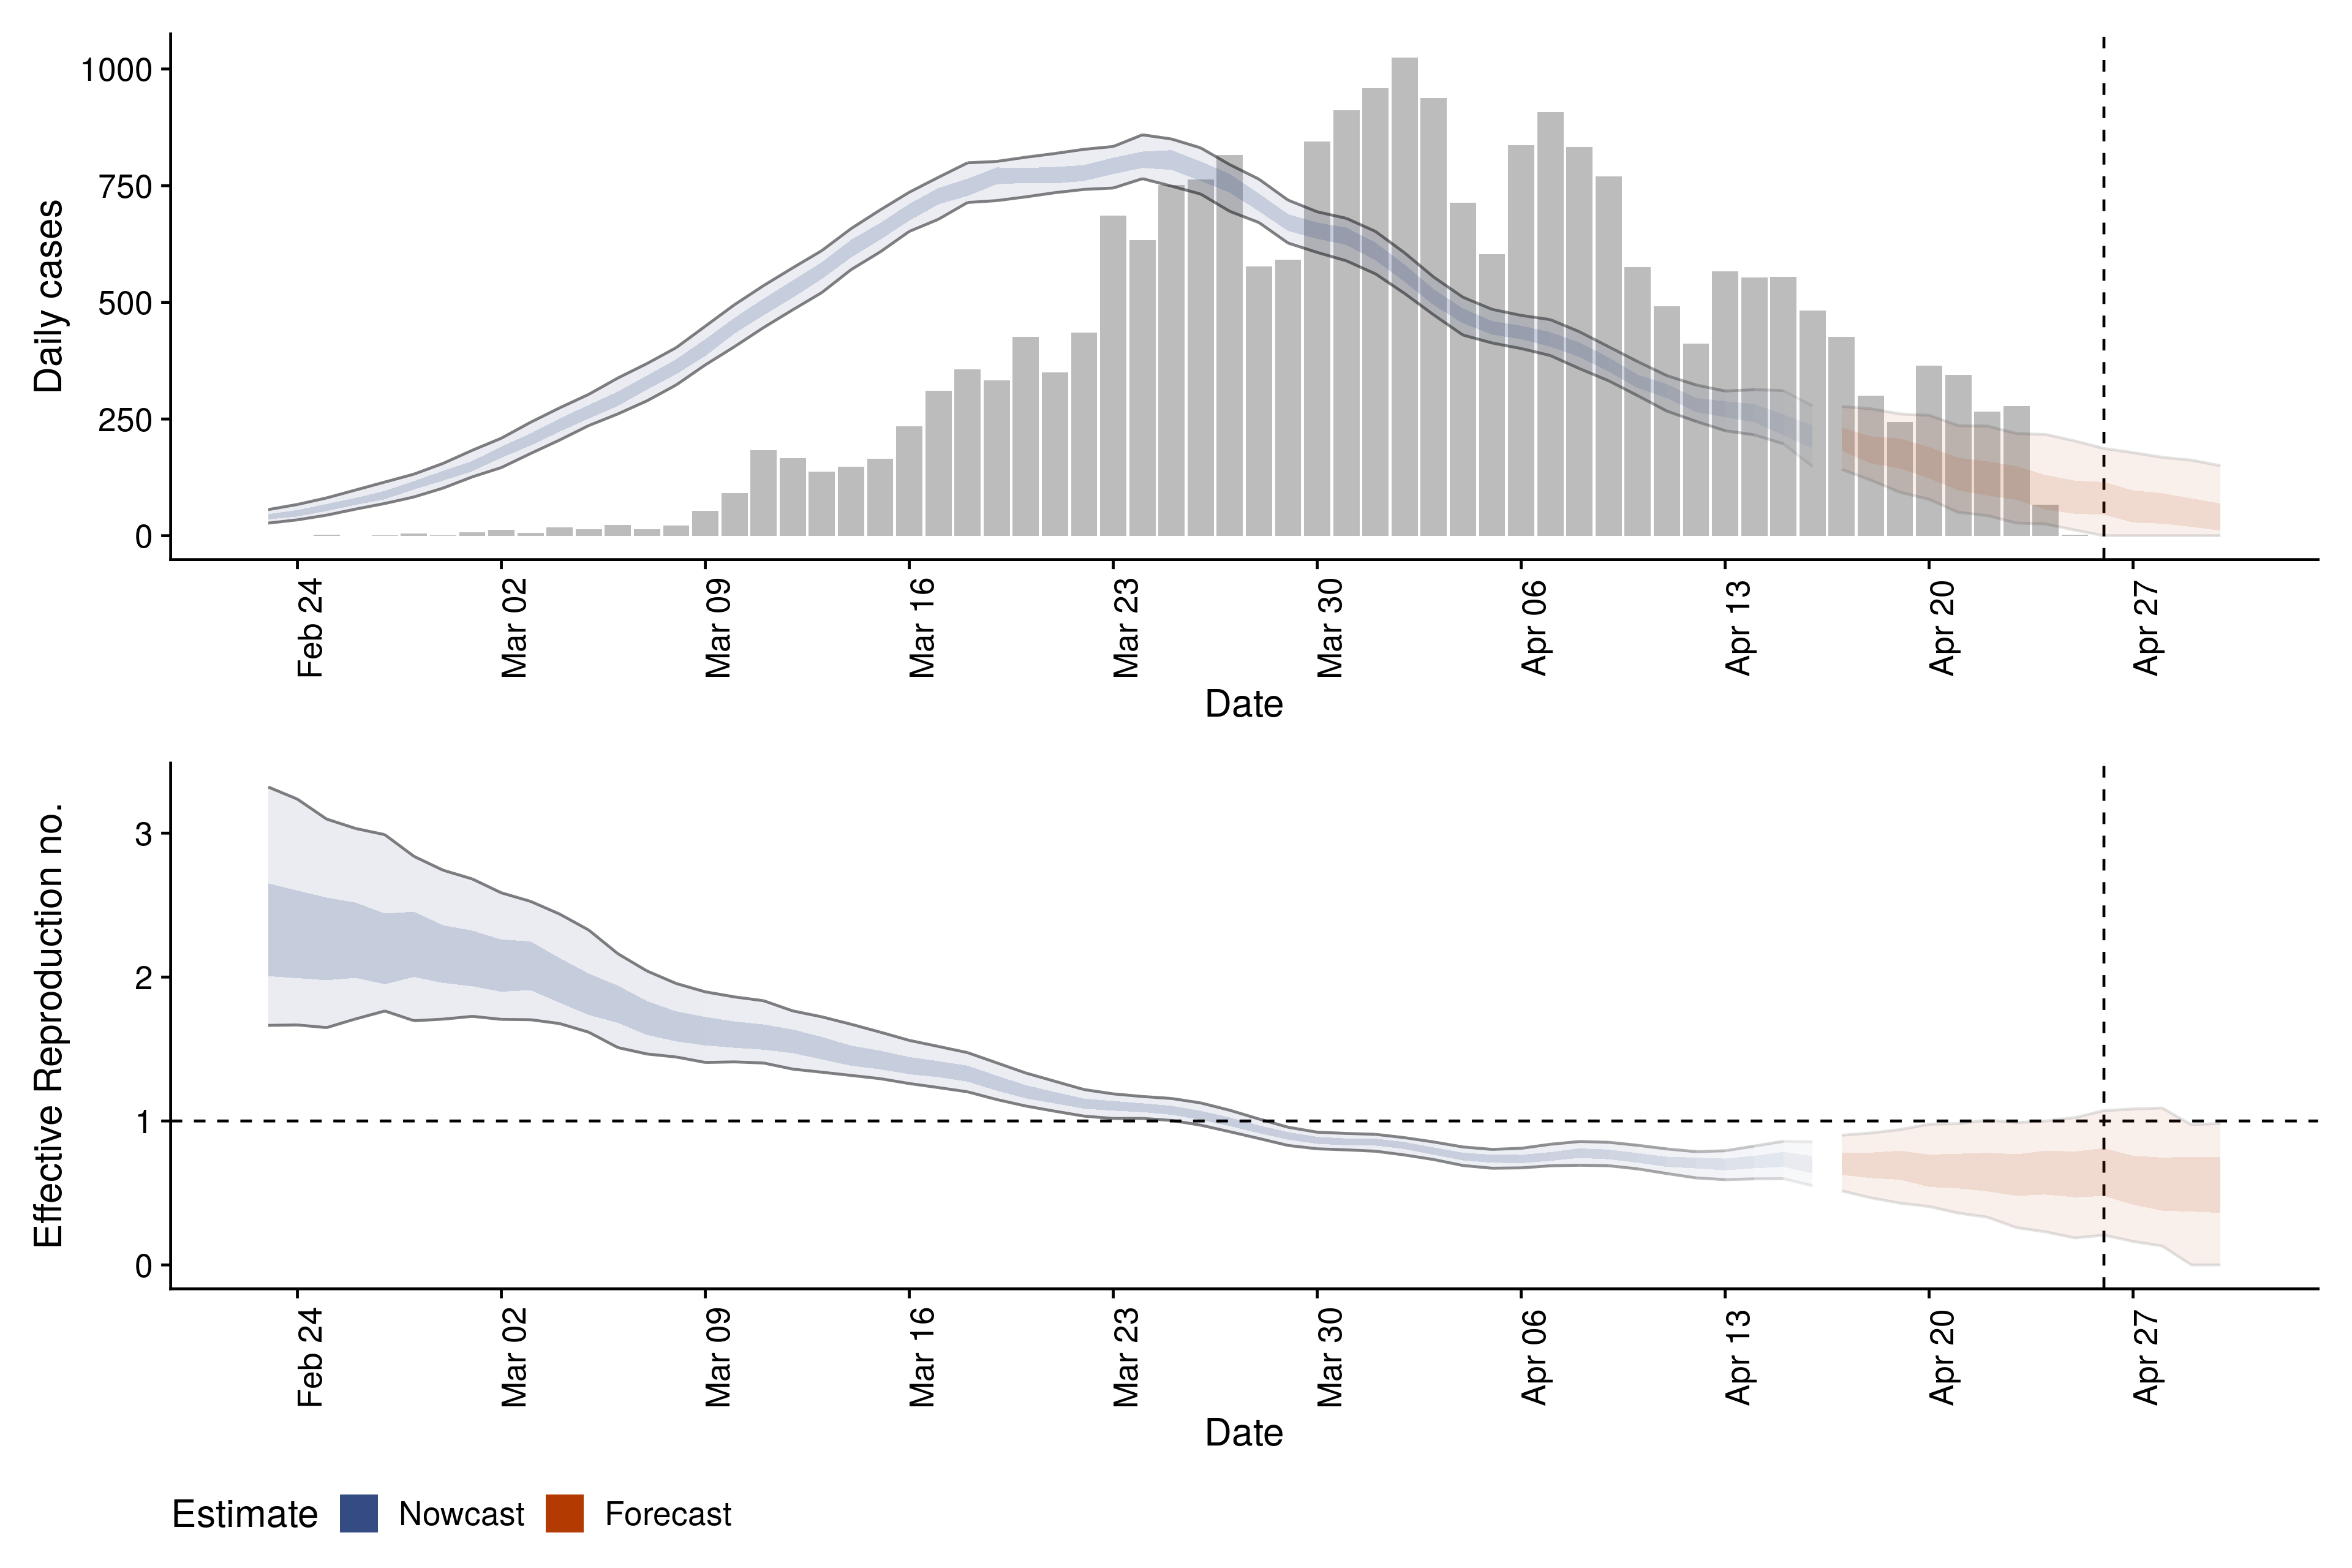 1000
750
500
250
0
Daily cases
Feb 24
Mar 02
Mar 09
Mar 16
Mar 23
Mar 30
Apr 06
Apr 13
Apr 20
Apr 27
Date
3
2
1
0
Effective Reproduction no.
Feb 24
Mar 02
Mar 09
Mar 16
Mar 23
Mar 30
Apr 06
Apr 13
Apr 20
Apr 27
Date
Estimate Nowcast Forecast